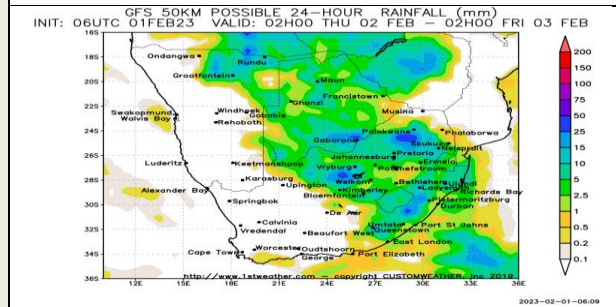 GFS 50KM POSSIBLE 24-HOUR RAINFALL (mm)
INIT: 06UTC 01FEB23 VALID: 02H00 THU 02 FEB - 02H00 FRI 03 FEB
16S
Ondangwa
Rundu
Grootfontein
18S
20S
Maun
Francistown
Ghanzi
22S
Windhoek
Gobabis
Musina
Swakopmund
Walvis Bay
Rehoboth
24S
Polokwane
Phalaborwa
Gaborone
Skukuza
Nelspruit
Pretoria
Johannesburg
26S
Luderitz
Keetmanshoop
Vryburg
Ermelo
Potchefstroom
Karasburg
Welkom
Bethlehem
Ulundi
28S
Alexander Bay
Upington
Kimberley
Ladysmith
Richards Bay
Bloemfontein
Pietermaritzburg
Springbok
Durban
30S
De Aar
Calvinia
Umtata
Port St Johns
32S
Vredendal
Beaufort West
Queenstown
East London
Cape Town
Worcester
Oudtshoorn
34S
George
Port Elizabeth
36S
http://www.1stweather.com - copyright CUSTOMWEATHER, Inc 2019
12E 15E 18E 21E 24E 27E 30E 33E 36E
200
150
100
75
50
25
15
10
5
2.5
1
0.5
0.2
0.1
2023-02-01-06:09